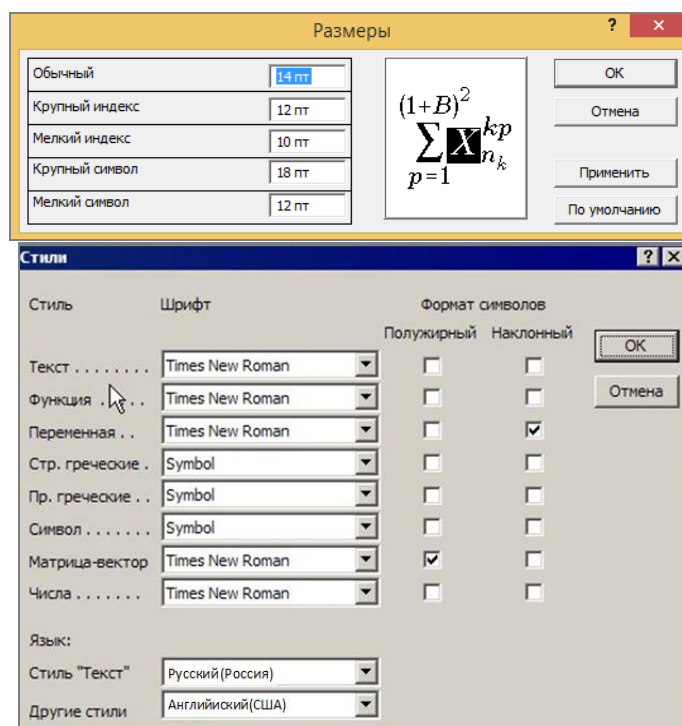 Размеры ? ×
Обычный 14 пт
Крупный индекс 12 пт
Мелкий индекс 10 пт
Крупный символ 18 пт
Мелкий символ 12 пт
(1+B)²
∑ X kp
n_k
p=1
OK
Отмена
Применить
По умолчанию
Стили ? ×
Стиль Шрифт Формат символов
Полужирный Наклонный
Текст . . . . . . . . Times New Roman
Функция . . . . Times New Roman
Переменная . . Times New Roman
Стр. греческие . Symbol
Пр. греческие . . Symbol
Символ . . . . . . . Symbol
Матрица-вектор Times New Roman
Числа . . . . . . . Times New Roman
OK
Отмена
Язык:
Стиль "Текст" Русский(Россия)
Другие стили Английиский(США)